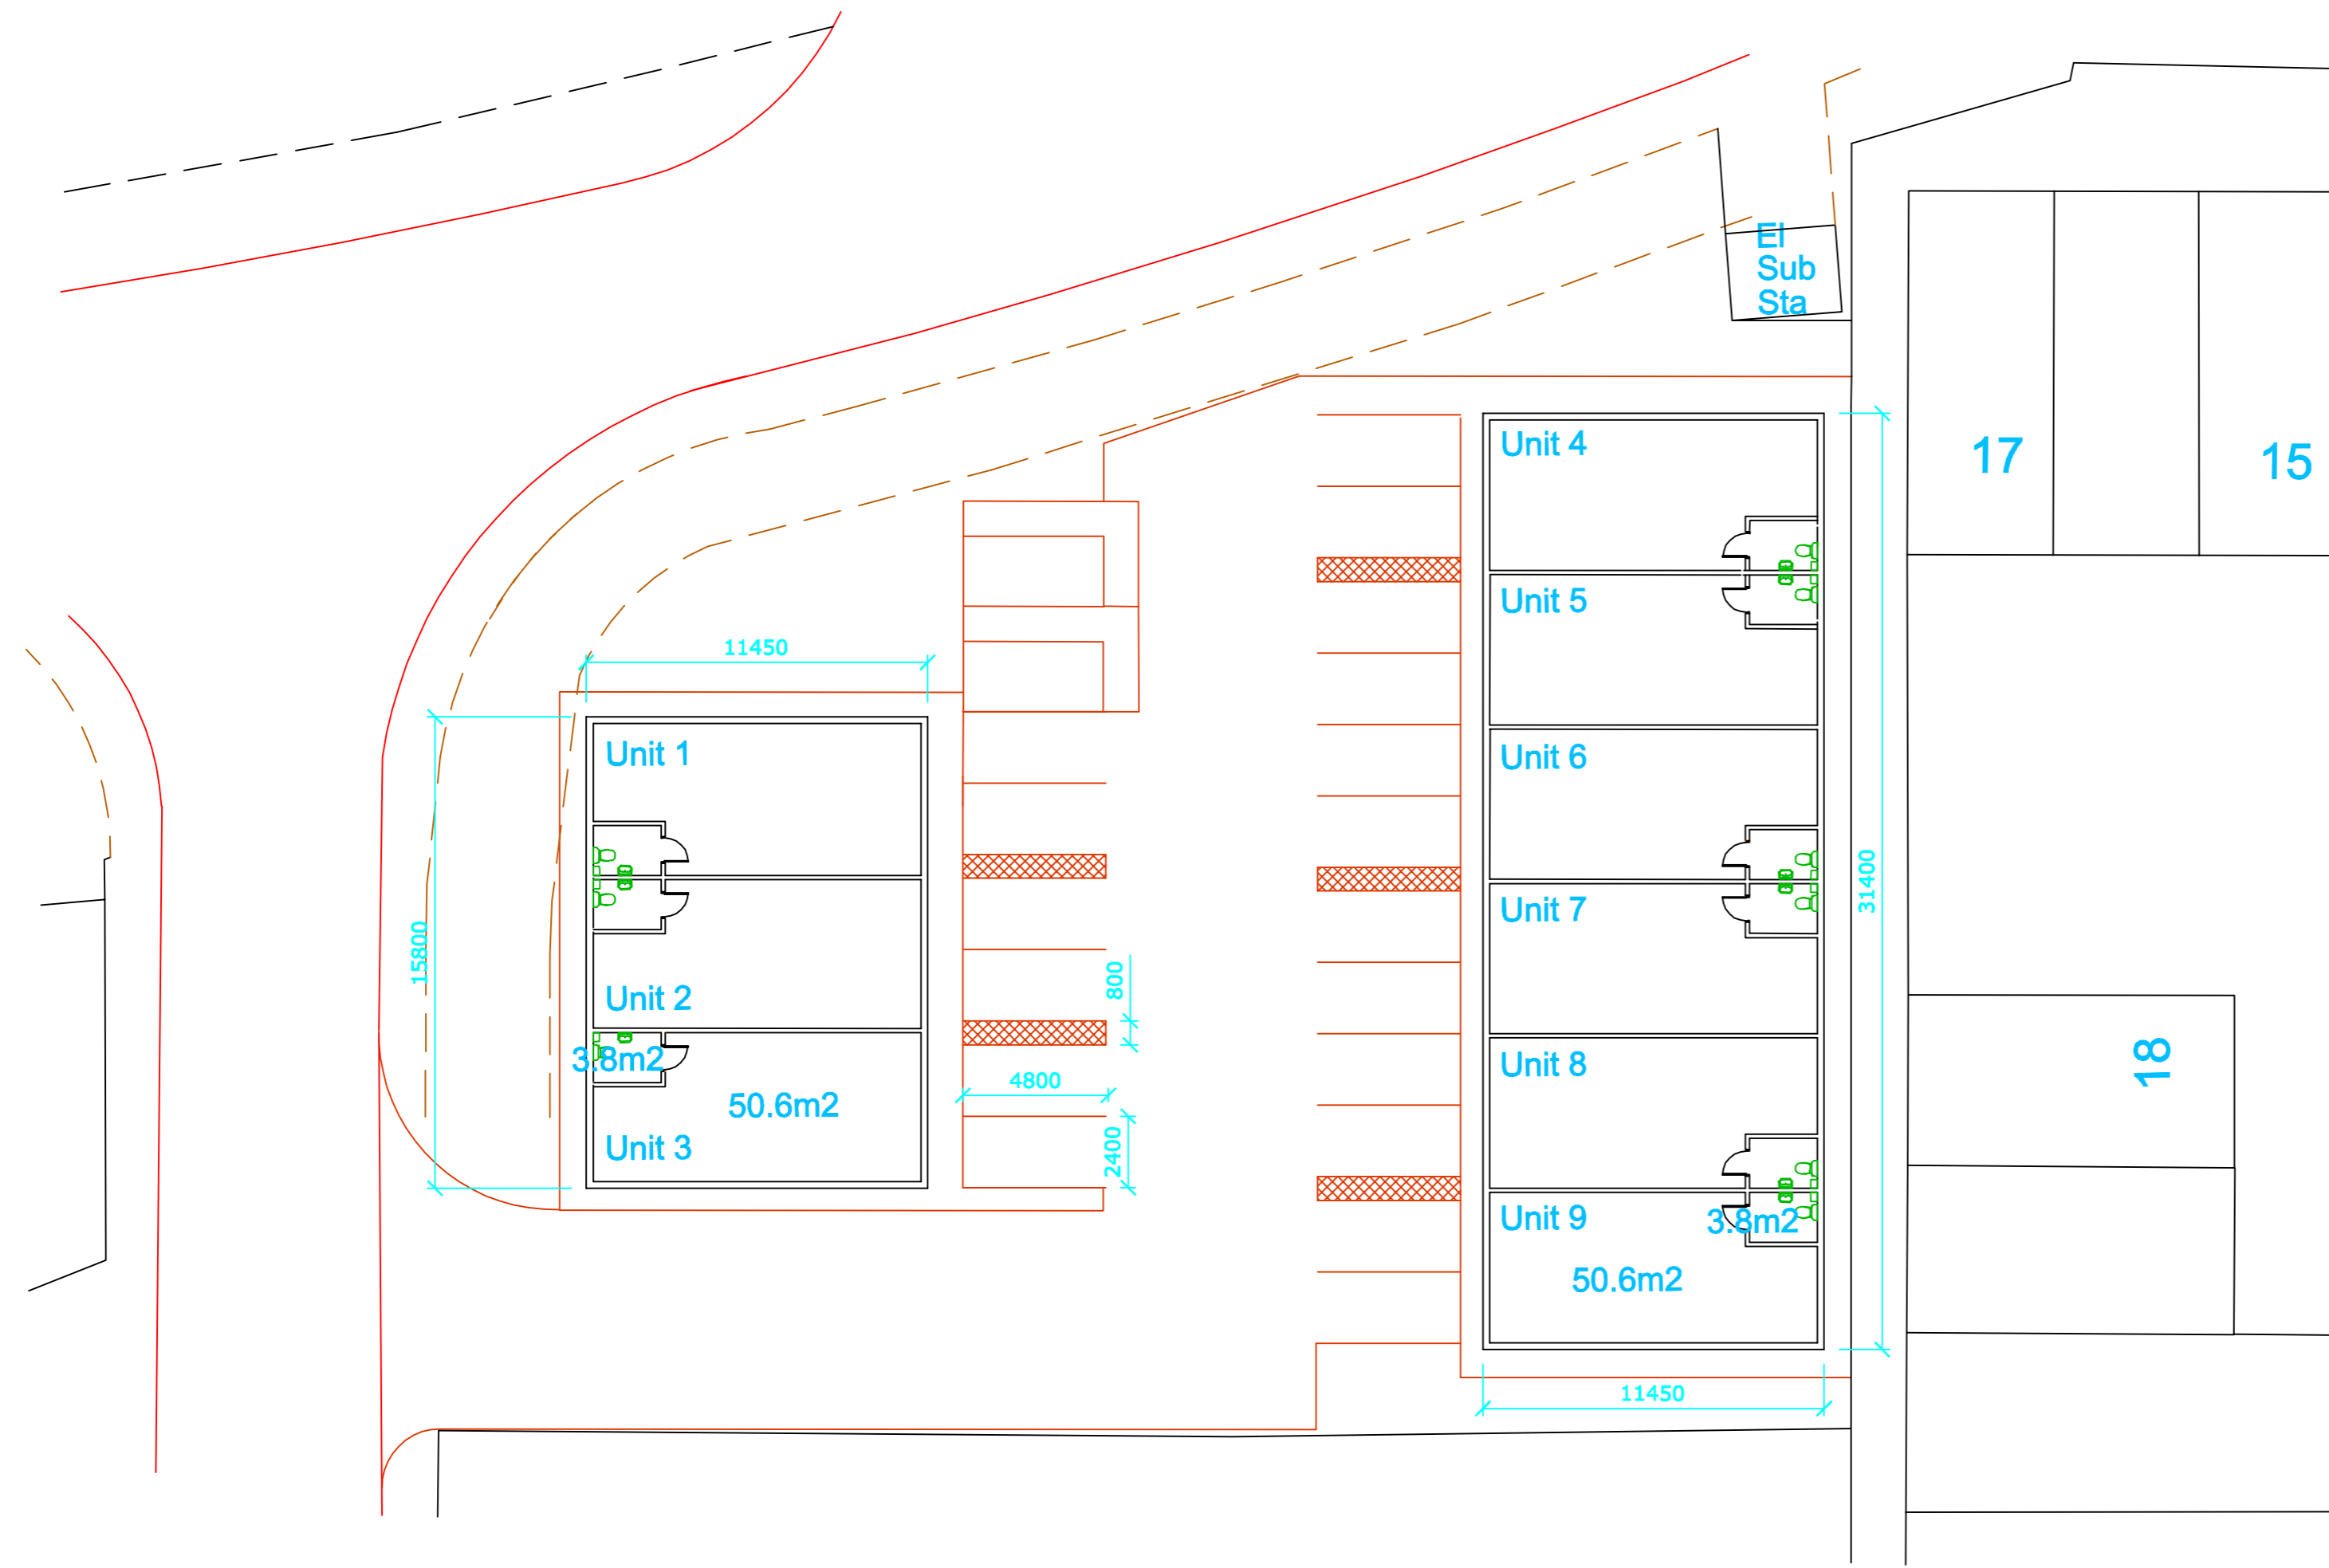 El
Sub
Sta
Unit 4
17
15
Unit 5
11450
Unit 1
Unit 6
31400
Unit 7
15800
800
Unit 2
3.8m2
4800
Unit 8
18
50.6m2
2400
Unit 3
Unit 9
3.8m2
50.6m2
11450